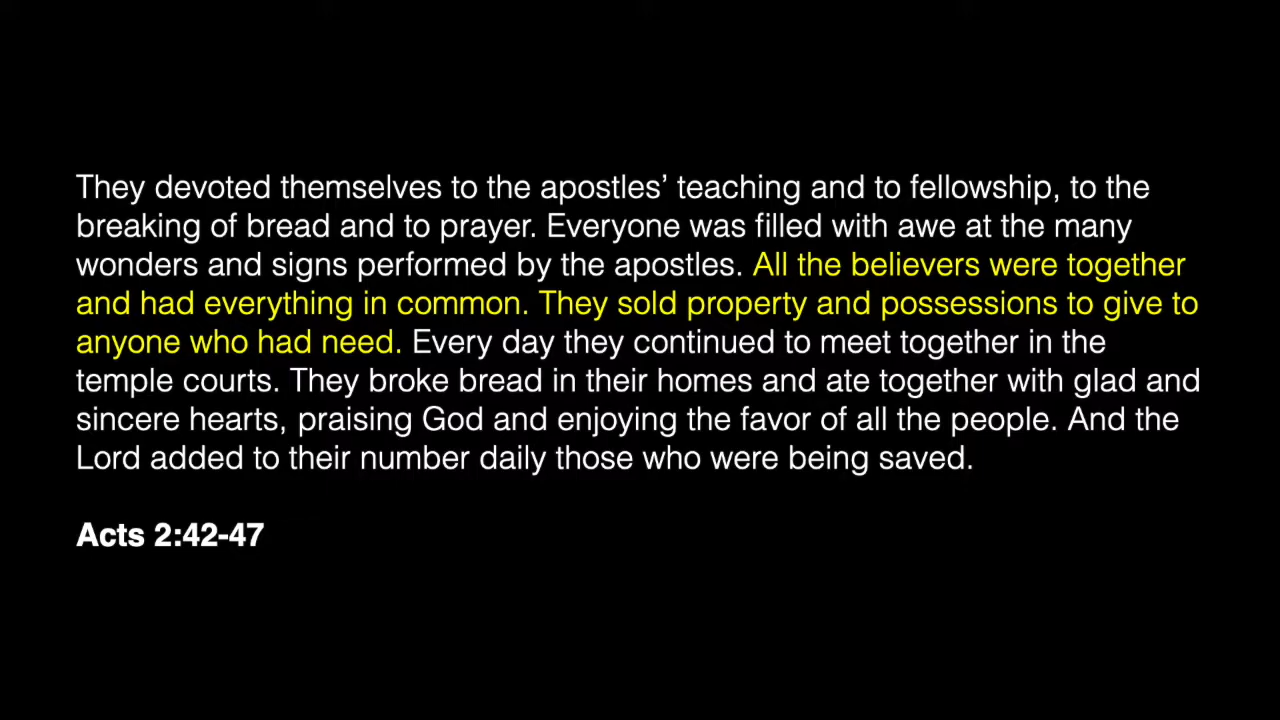 They devoted themselves to the apostles’ teaching and to fellowship, to the
breaking of bread and to prayer. Everyone was filled with awe at the many
wonders and signs performed by the apostles. All the believers were together
and had everything in common. They sold property and possessions to give to
anyone who had need. Every day they continued to meet together in the
temple courts. They broke bread in their homes and ate together with glad and
sincere hearts, praising God and enjoying the favor of all the people. And the
Lord added to their number daily those who were being saved.
Acts 2:42-47